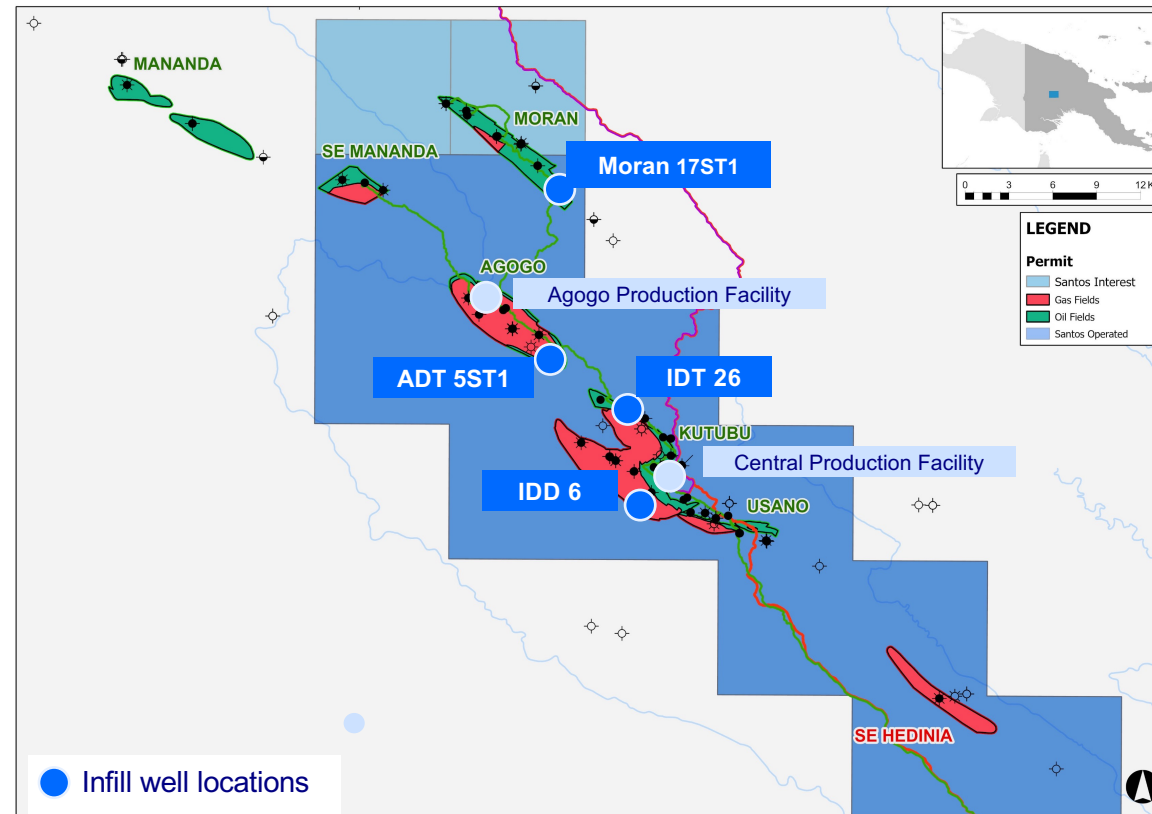 MANANDA
MORAN
SE MANANDA
Moran 17ST1
0 3 6 9 12 K
LEGEND
Permit
Santos Interest
Gas Fields
Oil Fields
Santos Operated
AGOGO
Agogo Production Facility
ADT 5ST1
IDT 26
KUTUBU
Central Production Facility
IDD 6
USANO
SE HEDINIA
Infill well locations